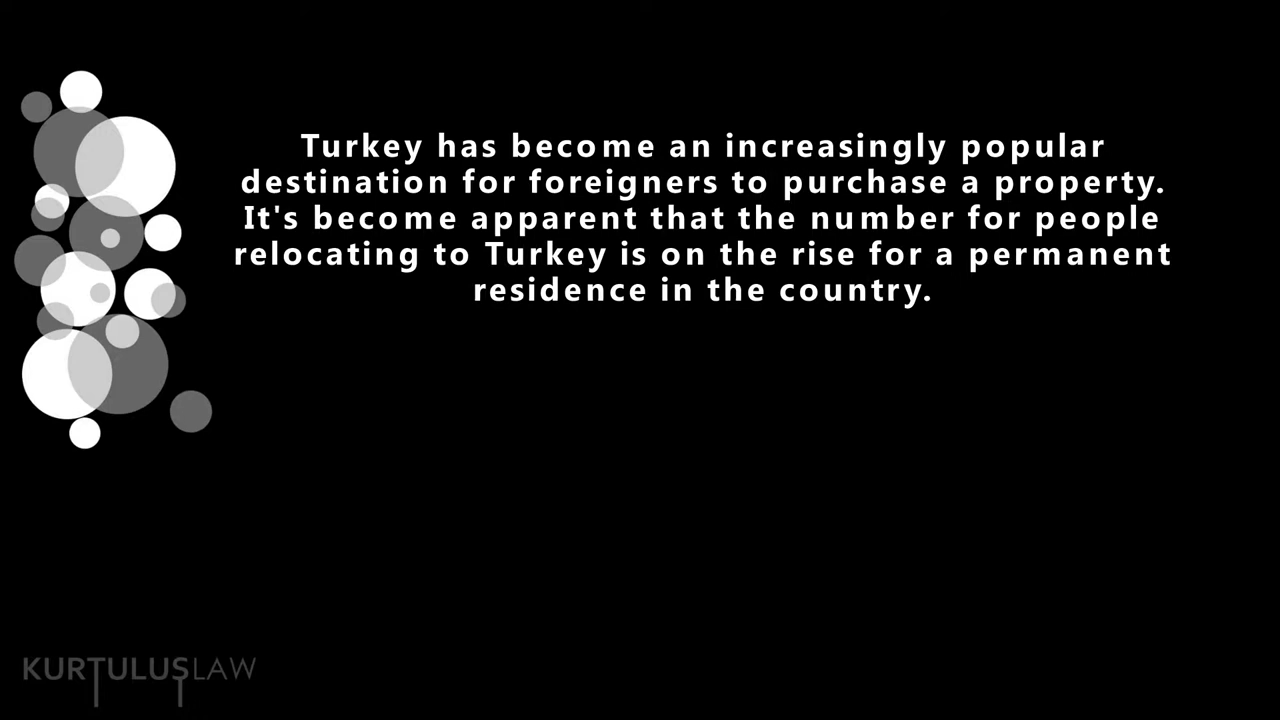 Turkey has become an increasingly popular
destination for foreigners to purchase a property.
It's become apparent that the number for people
relocating to Turkey is on the rise for a permanent
residence in the country.
KURTULUSLAW